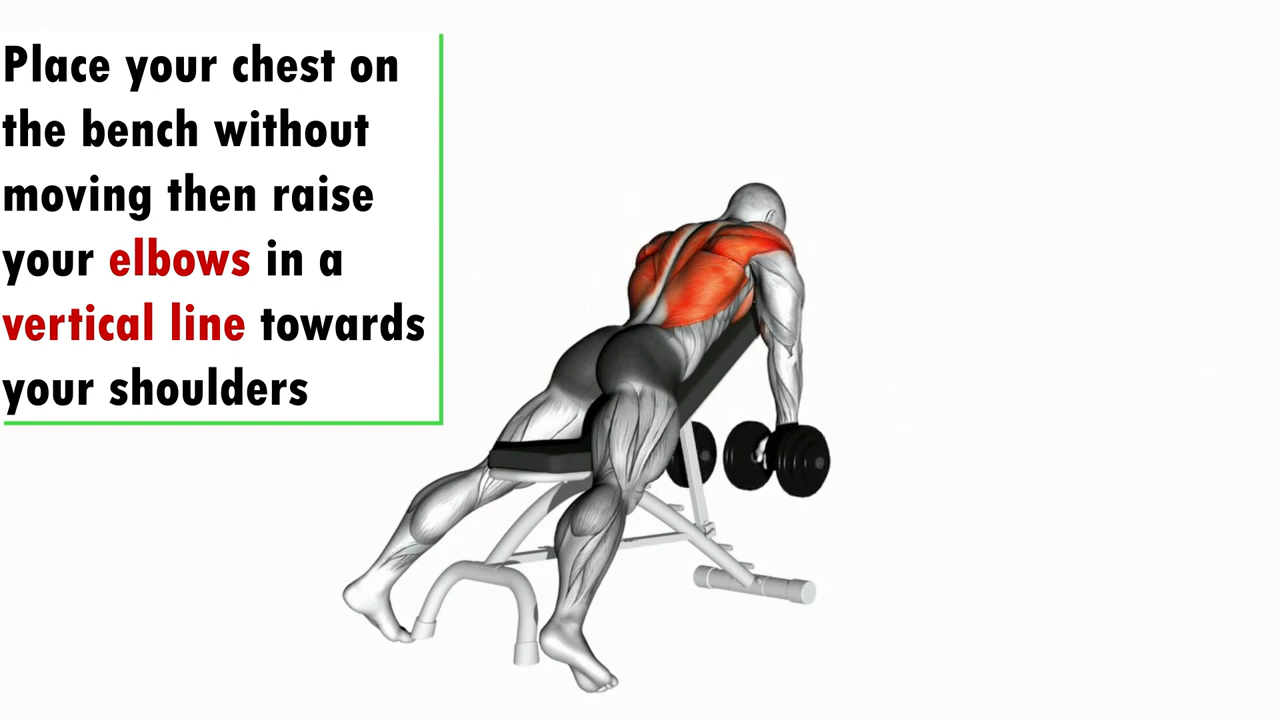 Place your chest on
the bench without
moving then raise
your elbows in a
vertical line towards
your shoulders